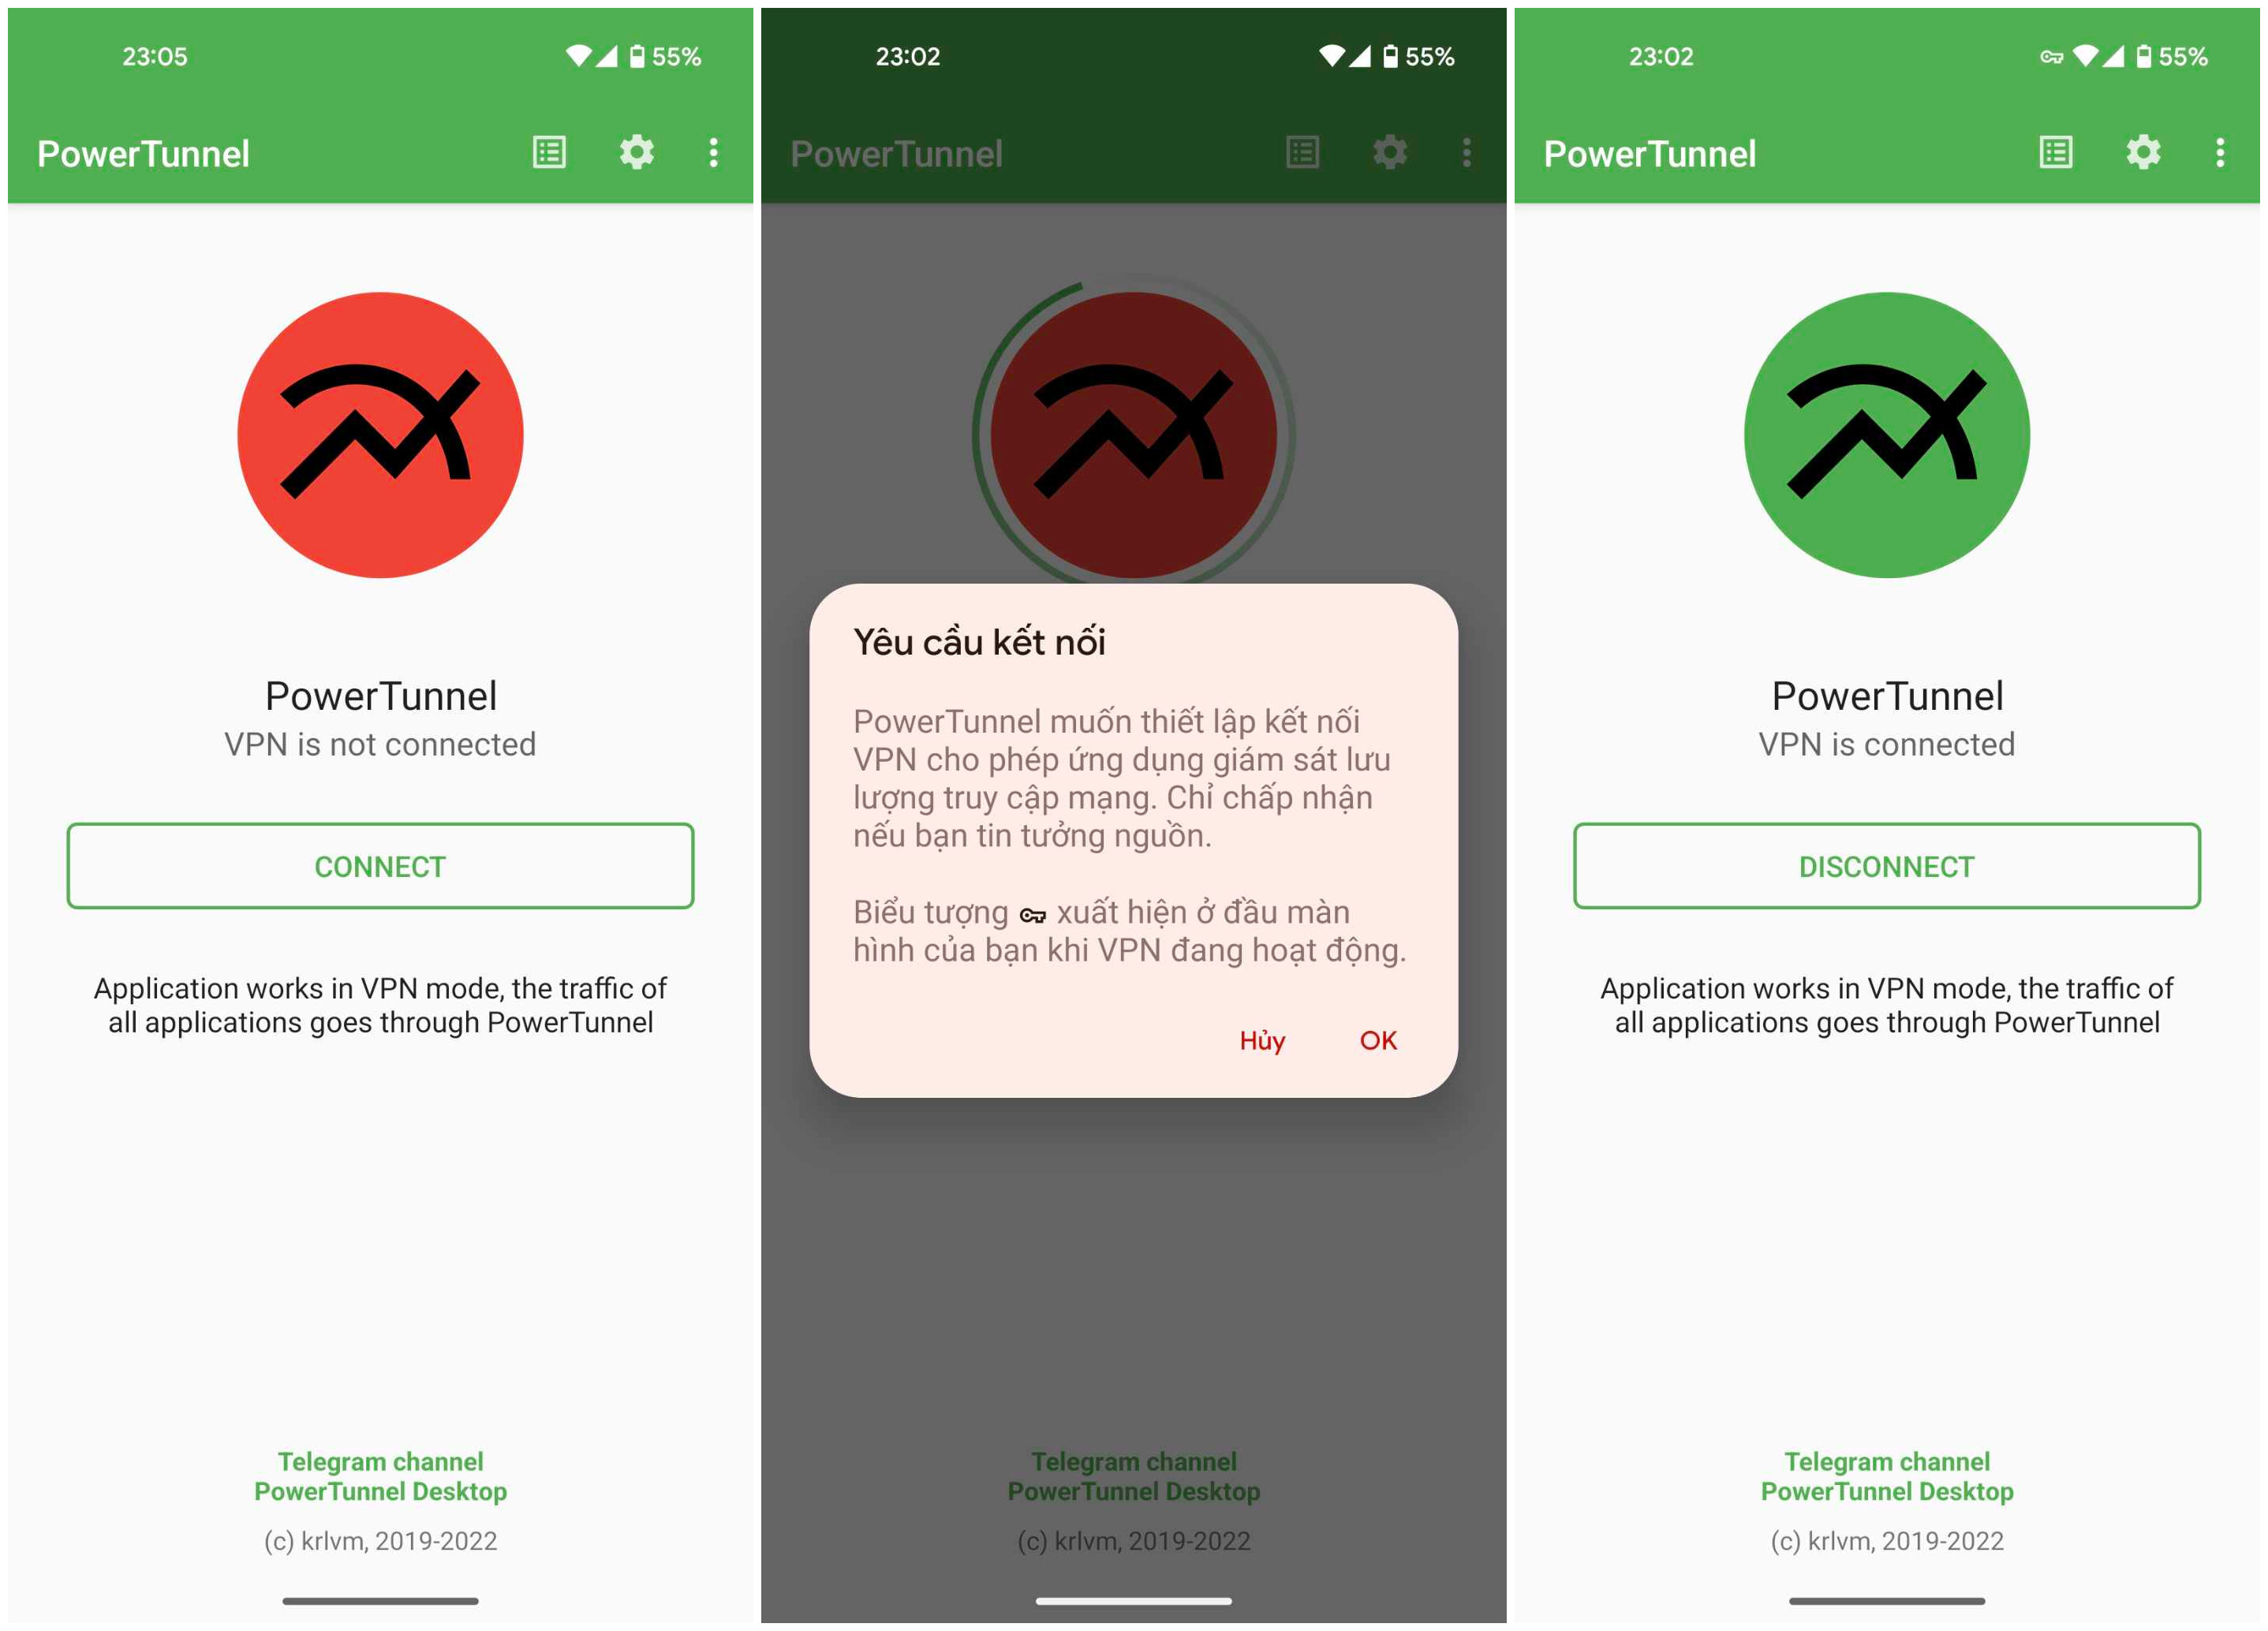 23:05
55%
PowerTunnel
PowerTunnel
VPN is not connected
CONNECT
Application works in VPN mode, the traffic of
all applications goes through PowerTunnel
Telegram channel
PowerTunnel Desktop
(c) krlvm, 2019-2022
23:02
55%
PowerTunnel
Yêu cầu kết nối
PowerTunnel muốn thiết lập kết nối
VPN cho phép ứng dụng giám sát lưu
lượng truy cập mạng. Chỉ chấp nhận
nếu bạn tin tưởng nguồn.
Biểu tượng xuất hiện ở đầu màn
hình của bạn khi VPN đang hoạt động.
Hủy
OK
Telegram channel
PowerTunnel Desktop
(c) krlvm, 2019-2022
23:02
55%
PowerTunnel
PowerTunnel
VPN is connected
DISCONNECT
Application works in VPN mode, the traffic of
all applications goes through PowerTunnel
Telegram channel
PowerTunnel Desktop
(c) krlvm, 2019-2022